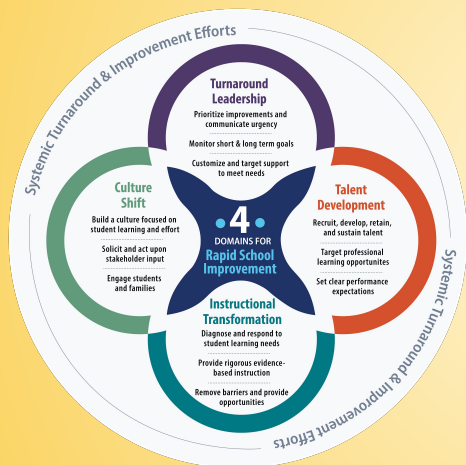 Systemic Turnaround & Improvement Efforts
Turnaround
Leadership
Prioritize improvements and
communicate urgency
Monitor short & long term goals
Customize and target support
to meet needs
Culture
Shift
Build a culture focused on
student learning and effort
Solicit and act upon
stakeholder input
Engage students
and families
• 4 •
DOMAINS FOR
Rapid School
Improvement
Talent
Development
Recruit, develop, retain,
and sustain talent
Target professional
learning opportunites
Set clear performance
expectations
Instructional
Transformation
Diagnose and respond to
student learning needs
Provide rigorous evidence-
based instruction
Remove barriers and provide
opportunities
Systemic Turnaround & Improvement Efforts